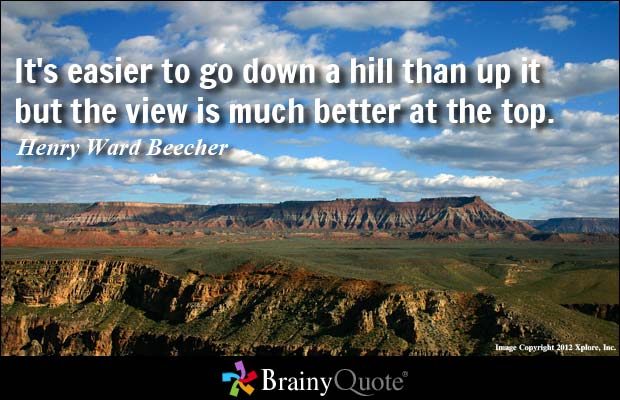 It's easier to go down a hill than up it
but the view is much better at the top.
Henry Ward Beecher
Image Copyright 2012 Xplore, Inc.
BrainyQuote®